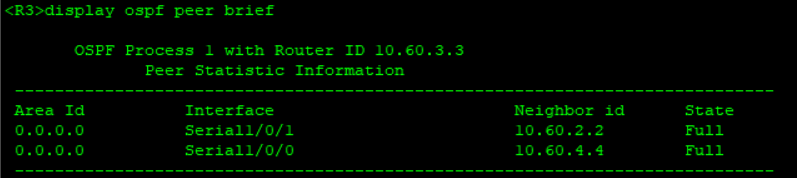 <R3>display ospf peer brief
OSPF Process 1 with Router ID 10.60.3.3
Peer Statistic Information
----------------------------------------------------------------------------
Area Id Interface Neighbor id State
0.0.0.0 Serial1/0/1 10.60.2.2 Full
0.0.0.0 Serial1/0/0 10.60.4.4 Full
----------------------------------------------------------------------------